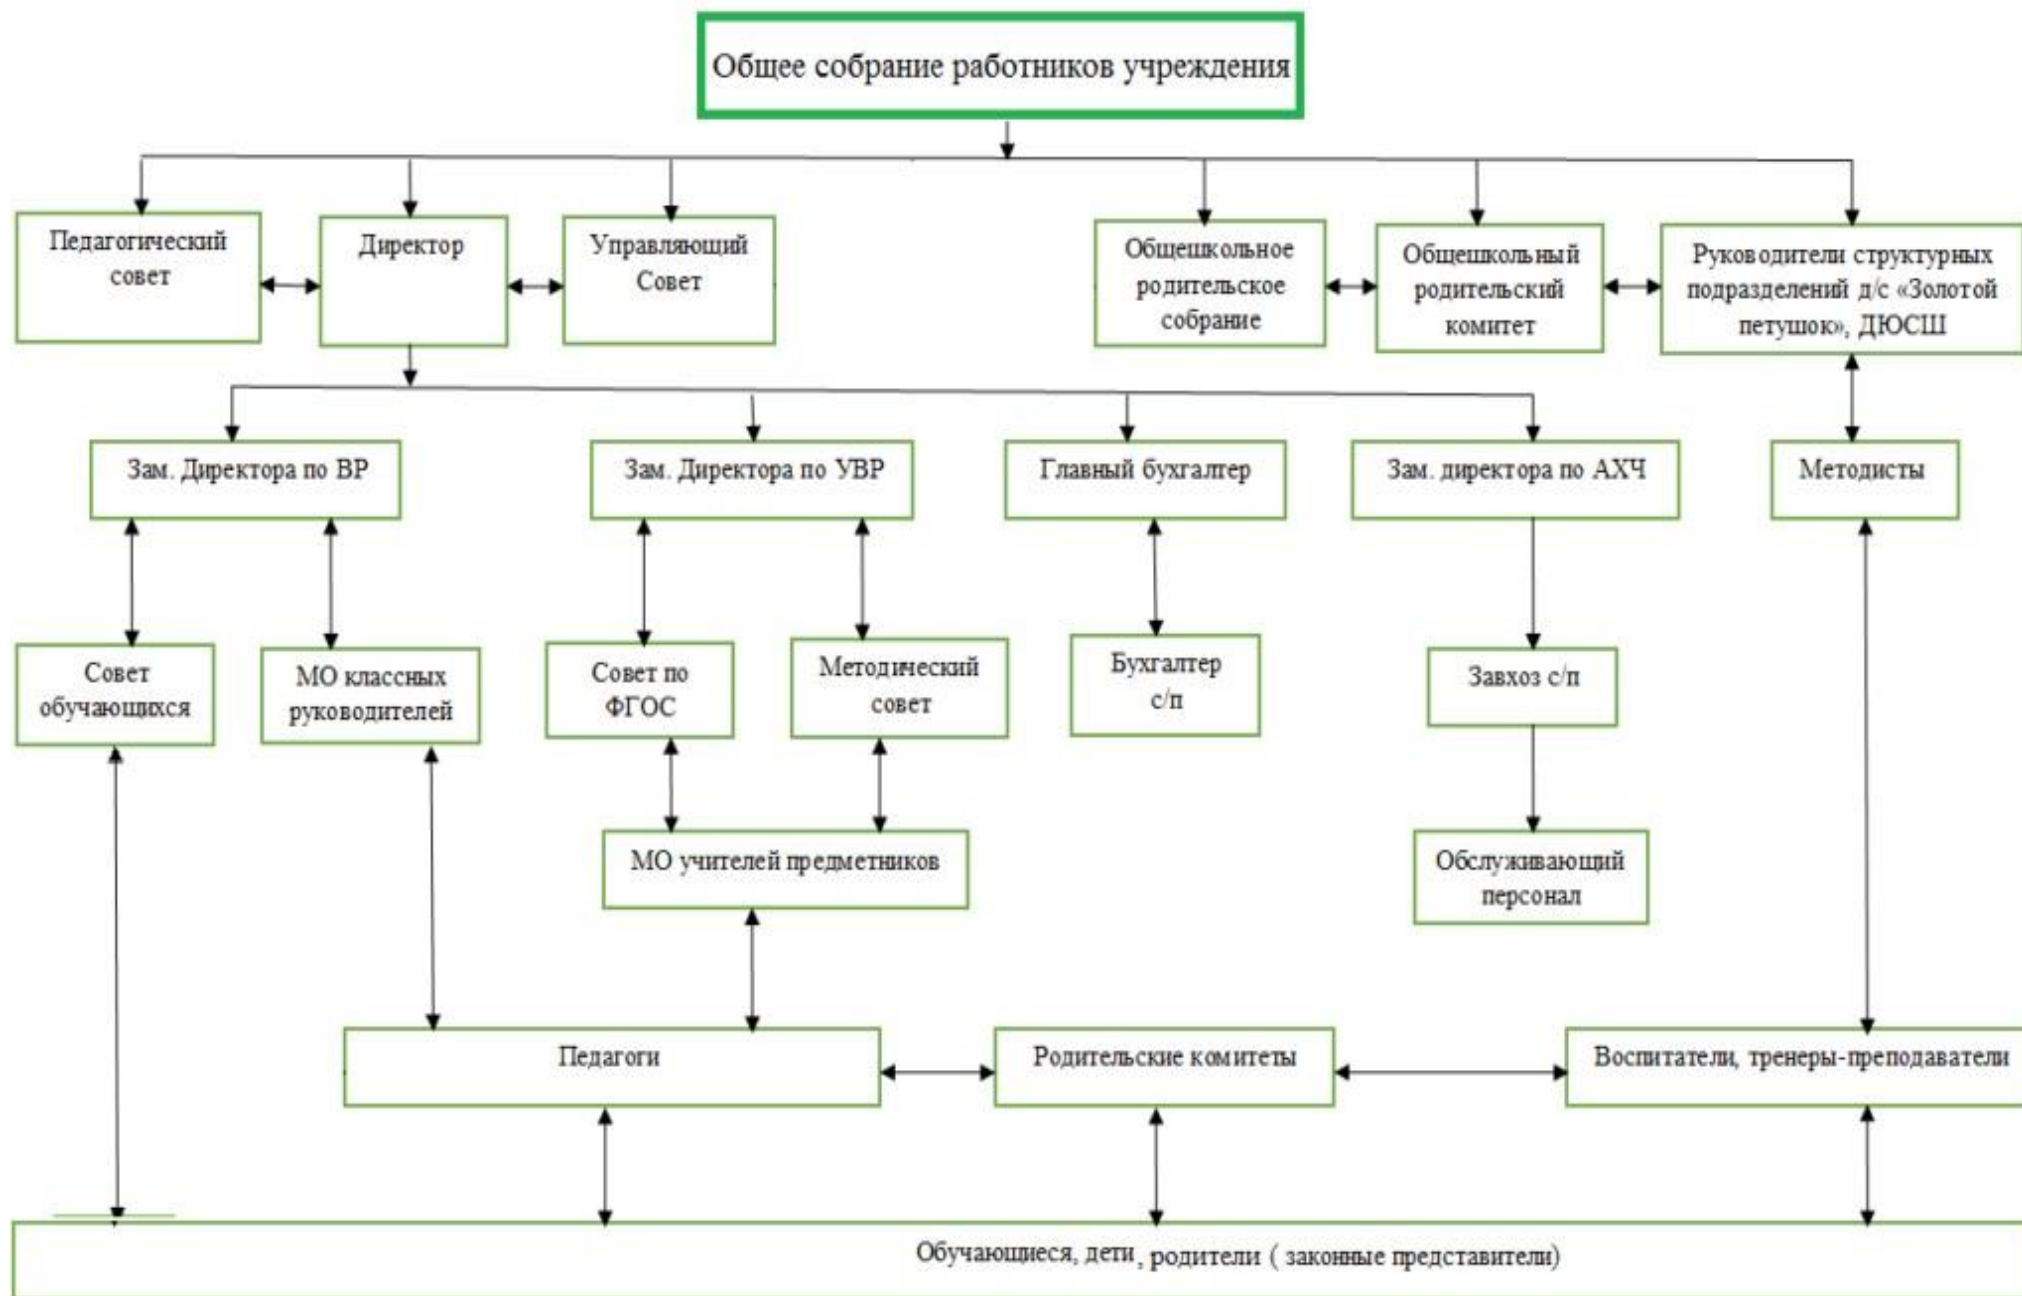 Общее собрание работников учреждения
Педагогический
совет
Директор
Управляющий
Совет
Общешкольное
родительское
собрание
Общешкольный
родительский
комитет
Руководители структурных
подразделений д/с «Золотой
петушок», ДЮСШ
Зам. Директора по ВР
Зам. Директора по УВР
Главный бухгалтер
Зам. директора по АХЧ
Методисты
Совет
обучающихся
МО классных
руководителей
Совет по
ФГОС
Методический
совет
Бухгалтер
с/п
Завхоз с/п
МО учителей предметников
Обслуживающий
персонал
Педагоги
Родительские комитеты
Воспитатели, тренеры-преподаватели
Обучающиеся, дети, родители ( законные представители)